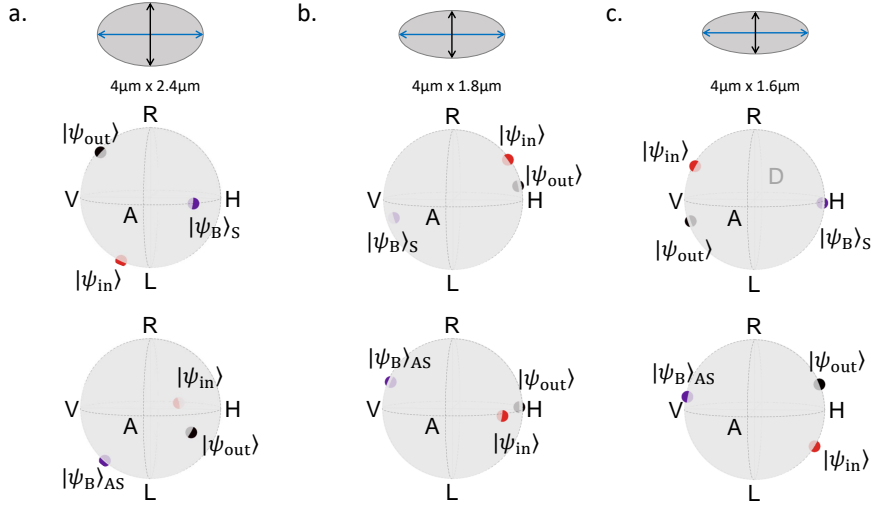 a.
4μm x 2.4μm
R
|ψout⟩
V
H
A
|ψB⟩S
|ψin⟩
L
R
|ψin⟩
V
H
A
|ψout⟩
|ψB⟩AS
L
b.
4μm x 1.8μm
R
|ψin⟩
|ψout⟩
V
H
A
|ψB⟩S
L
R
|ψB⟩AS
|ψout⟩
V
H
A
|ψin⟩
L
c.
4μm x 1.6μm
R
|ψin⟩
D
V
H
A
|ψout⟩
|ψB⟩S
L
R
|ψB⟩AS
|ψout⟩
V
H
A
|ψin⟩
L